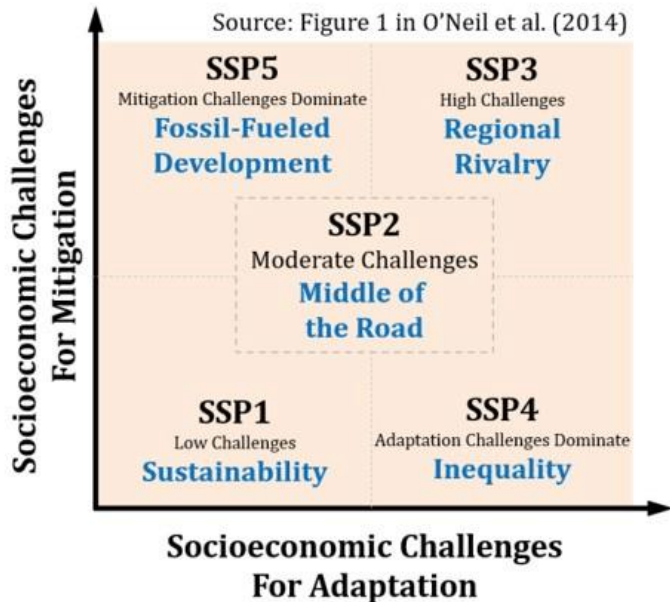 Source: Figure 1 in O'Neil et al. (2014)
SSP5
Mitigation Challenges Dominate
Fossil-Fueled
Development
SSP3
High Challenges
Regional
Rivalry
SSP2
Moderate Challenges
Middle of
the Road
SSP1
Low Challenges
Sustainability
SSP4
Adaptation Challenges Dominate
Inequality
Socioeconomic Challenges
For Mitigation
Socioeconomic Challenges
For Adaptation